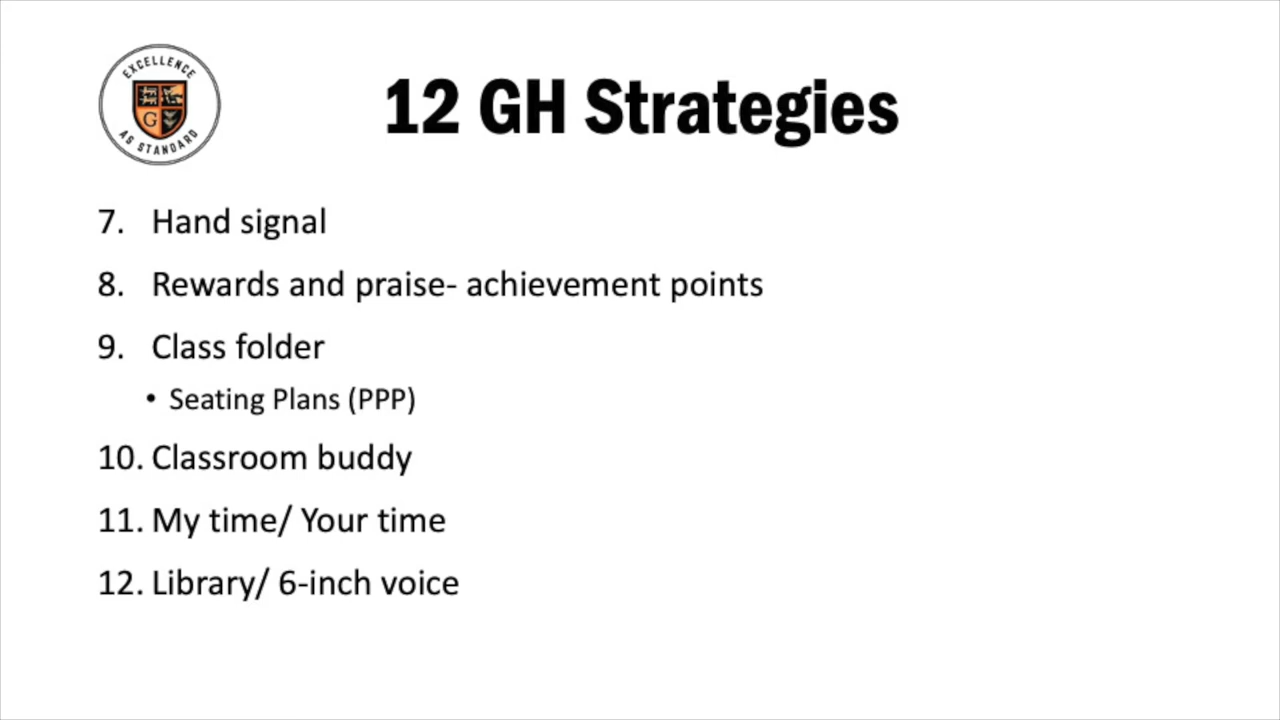 EXCELLENCE
G
AS STANDARD
12 GH Strategies
7. Hand signal
8. Rewards and praise- achievement points
9. Class folder
• Seating Plans (PPP)
10. Classroom buddy
11. My time/ Your time
12. Library/ 6-inch voice